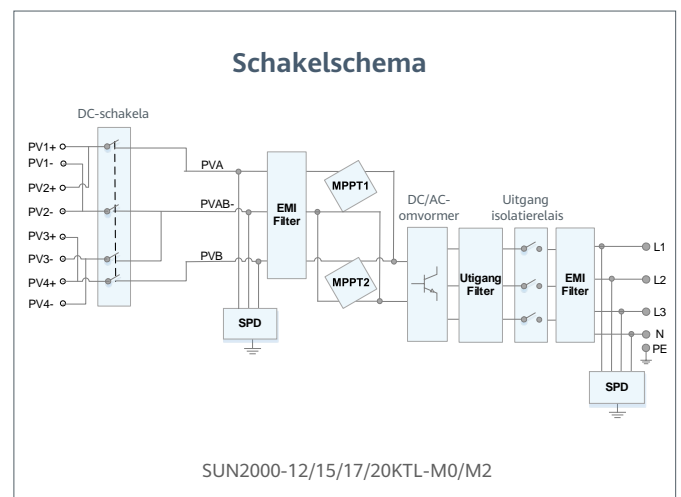 Schakelschema
DC-schakela
PV1+
PV1-
PV2+
PV2-
PV3+
PV3-
PV4+
PV4-
PVA
PVAB-
PVB
EMI
Filter
SPD
MPPT1
MPPT2
DC/AC-
omvormer
Utigang
Filter
Uitgang
isolatierelais
EMI
Filter
L1
L2
L3
N
PE
SPD
SUN2000-12/15/17/20KTL-M0/M2